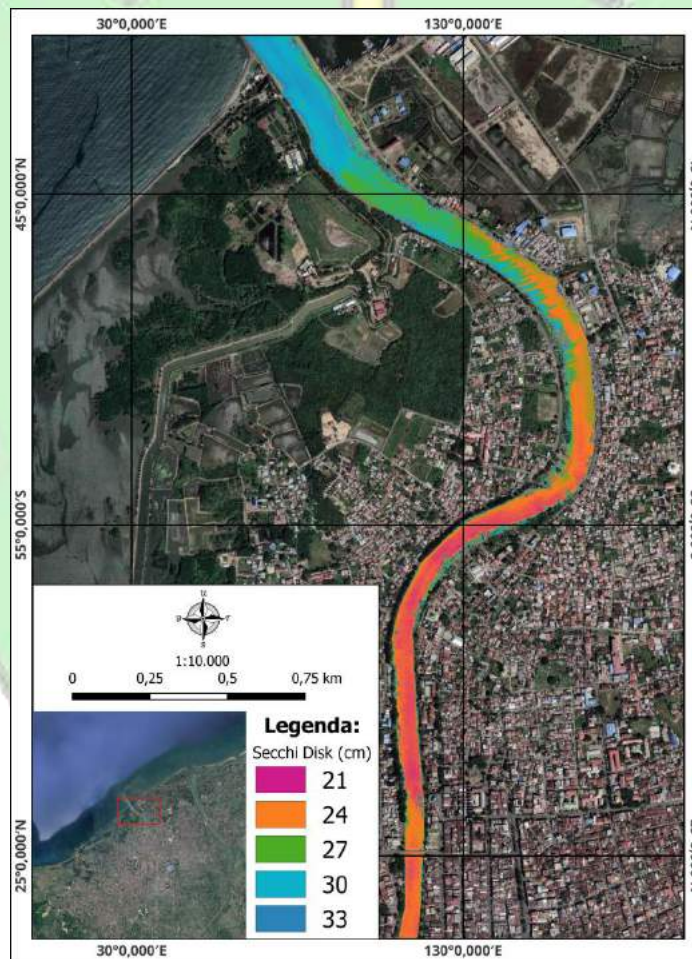 30°0,000′E 130°0,000′E
45°0,000′N
55°0,000′S
25°0,000′N
1:10.000
0 0,25 0,5 0,75 km
Legenda:
Secchi Disk (cm)
21
24
27
30
33
30°0,000′E 130°0,000′E